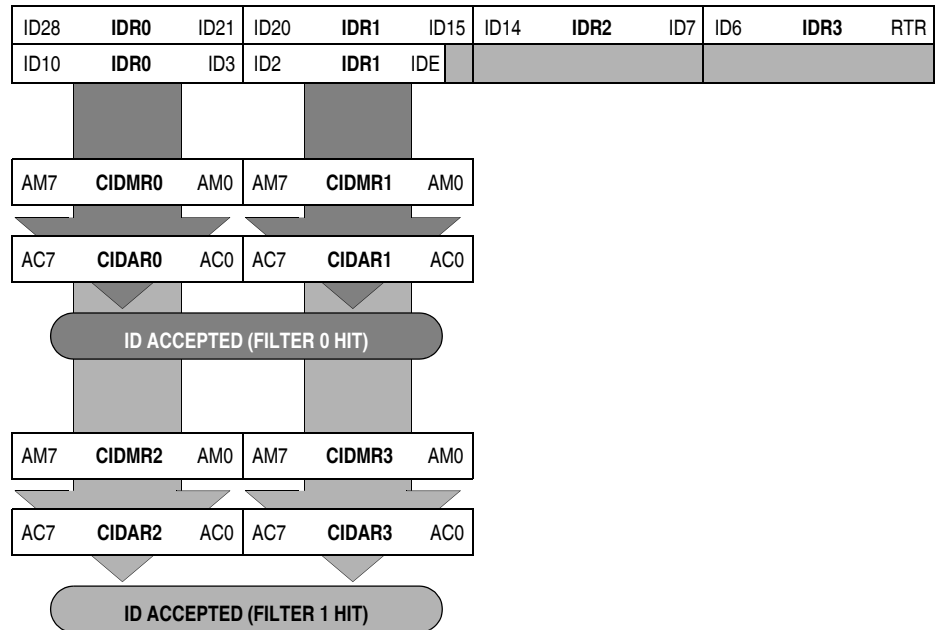 ID28 IDR0 ID21 ID20 IDR1 ID15 ID14 IDR2 ID7 ID6 IDR3 RTR
ID10 IDR0 ID3 ID2 IDR1 IDE
AM7 CIDMR0 AM0 AM7 CIDMR1 AM0
AC7 CIDAR0 AC0 AC7 CIDAR1 AC0
ID ACCEPTED (FILTER 0 HIT)
AM7 CIDMR2 AM0 AM7 CIDMR3 AM0
AC7 CIDAR2 AC0 AC7 CIDAR3 AC0
ID ACCEPTED (FILTER 1 HIT)